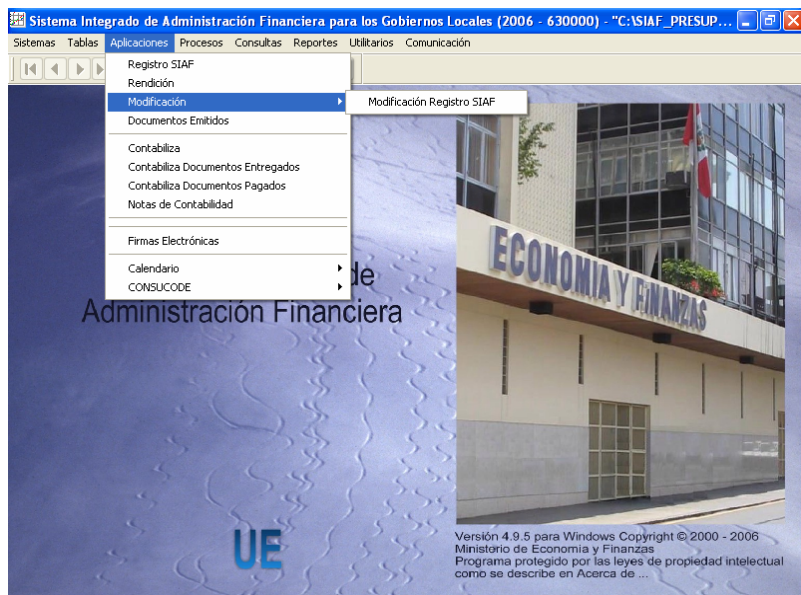 Sistema Integrado de Administración Financiera para los Gobiernos Locales (2006 - 630000) - "C:\SIAF_PRESUP...
Sistemas Tablas Aplicaciones Procesos Consultas Reportes Utilitarios Comunicación
Registro SIAF
Rendición
Modificación
Modificación Registro SIAF
Documentos Emitidos
Contabiliza
Contabiliza Documentos Entregados
Contabiliza Documentos Pagados
Notas de Contabilidad
Firmas Electrónicas
Calendario
CONSUCODE
de
Administración Financiera
ECONOMIA Y FINANZAS
UE
Versión 4.9.5 para Windows Copyright © 2000 - 2006
Ministerio de Economia y Finanzas
Programa protegido por las leyes de propiedad intelectual
como se describe en Acerca de ...